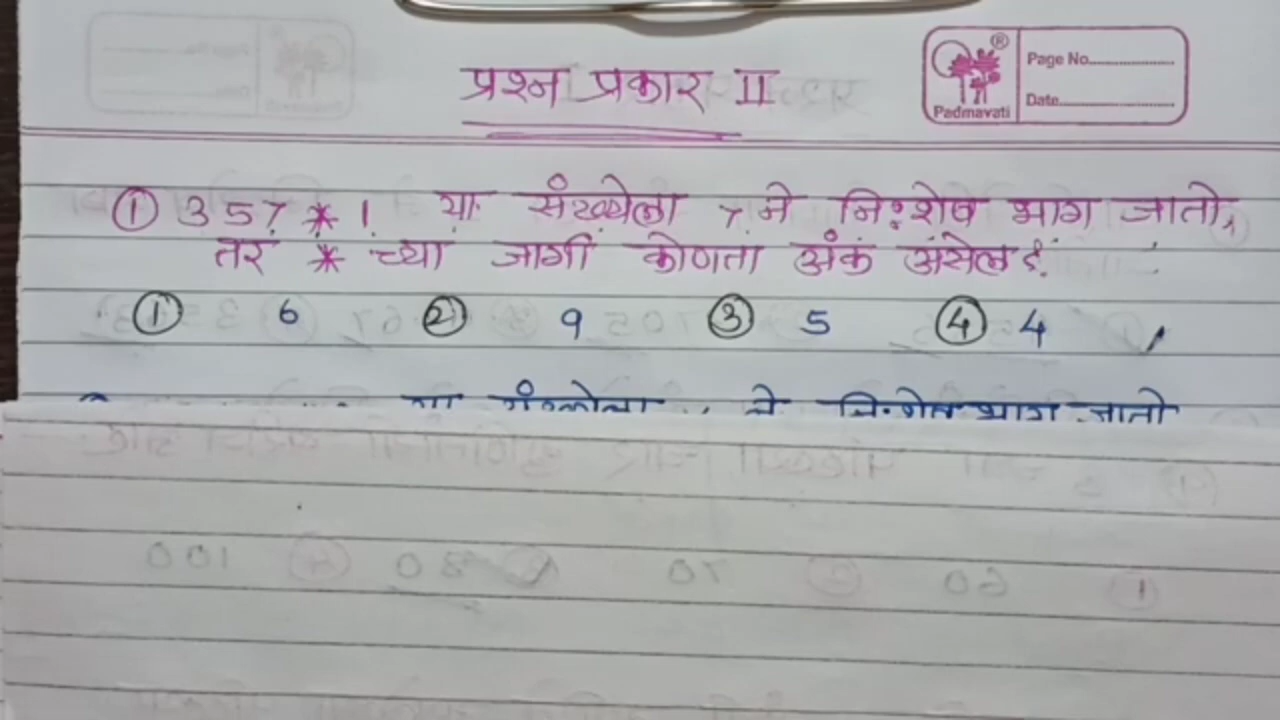 प्रश्न प्रकार II
Page No.
Date
Padmavati
① 357*1 या संख्येला 7 ने निःशेष भाग जातो,
तर * च्या जागी कोणता अंक असेल?
① 6 ② 9 ③ 5 ④ 4